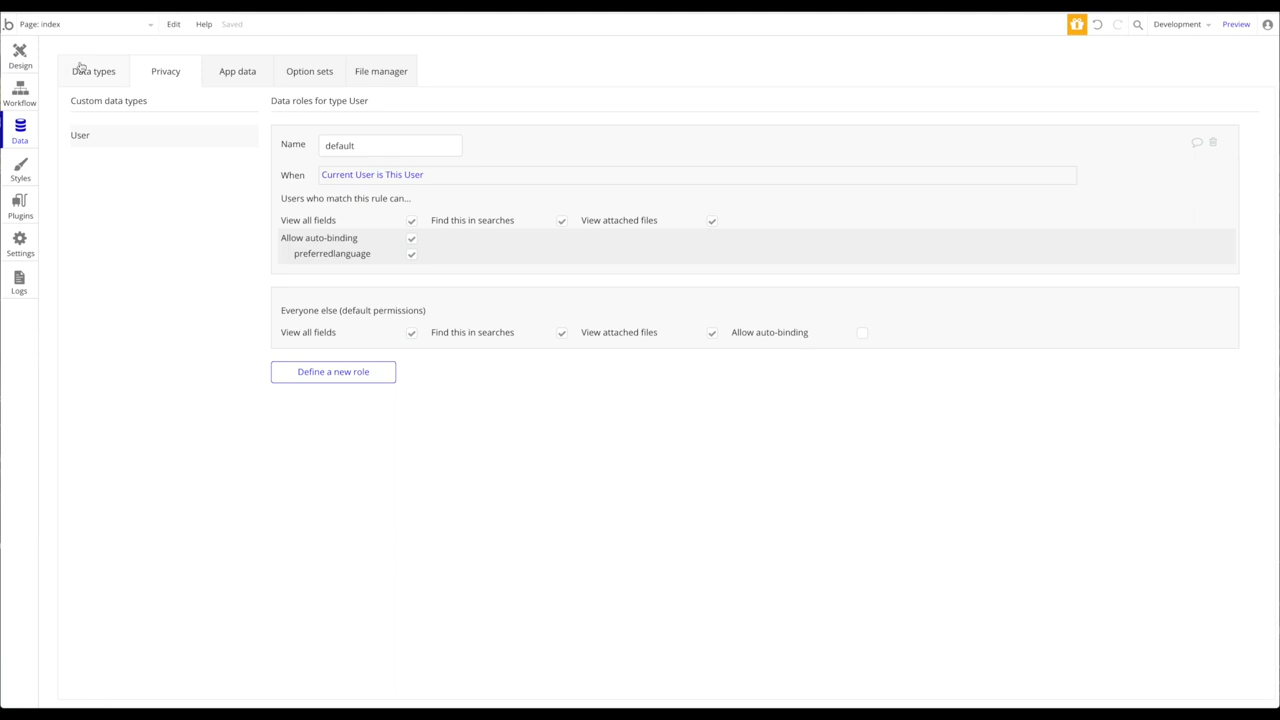 Page: index Edit Help Saved Development Preview
Design
Workflow
Data
Styles
Plugins
Settings
Logs
Data types Privacy App data Option sets File manager
Custom data types
User
Data roles for type User
Name default
When Current User is This User
Users who match this rule can...
View all fields Find this in searches View attached files
Allow auto-binding
preferredlanguage
Everyone else (default permissions)
View all fields Find this in searches View attached files Allow auto-binding
Define a new role